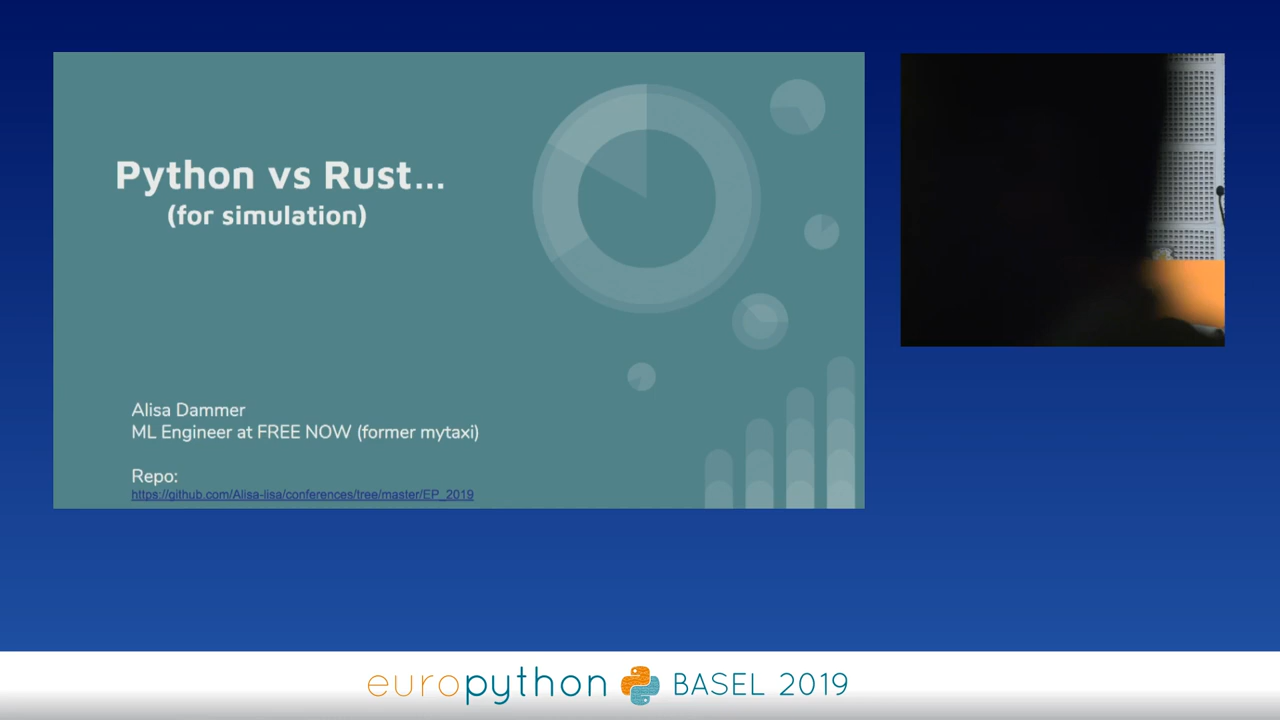 Python vs Rust...
(for simulation)
Alisa Dammer
ML Engineer at FREE NOW (former mytaxi)
Repo:
https://github.com/Alisa-lisa/conferences/tree/master/EP_2019
europython BASEL 2019